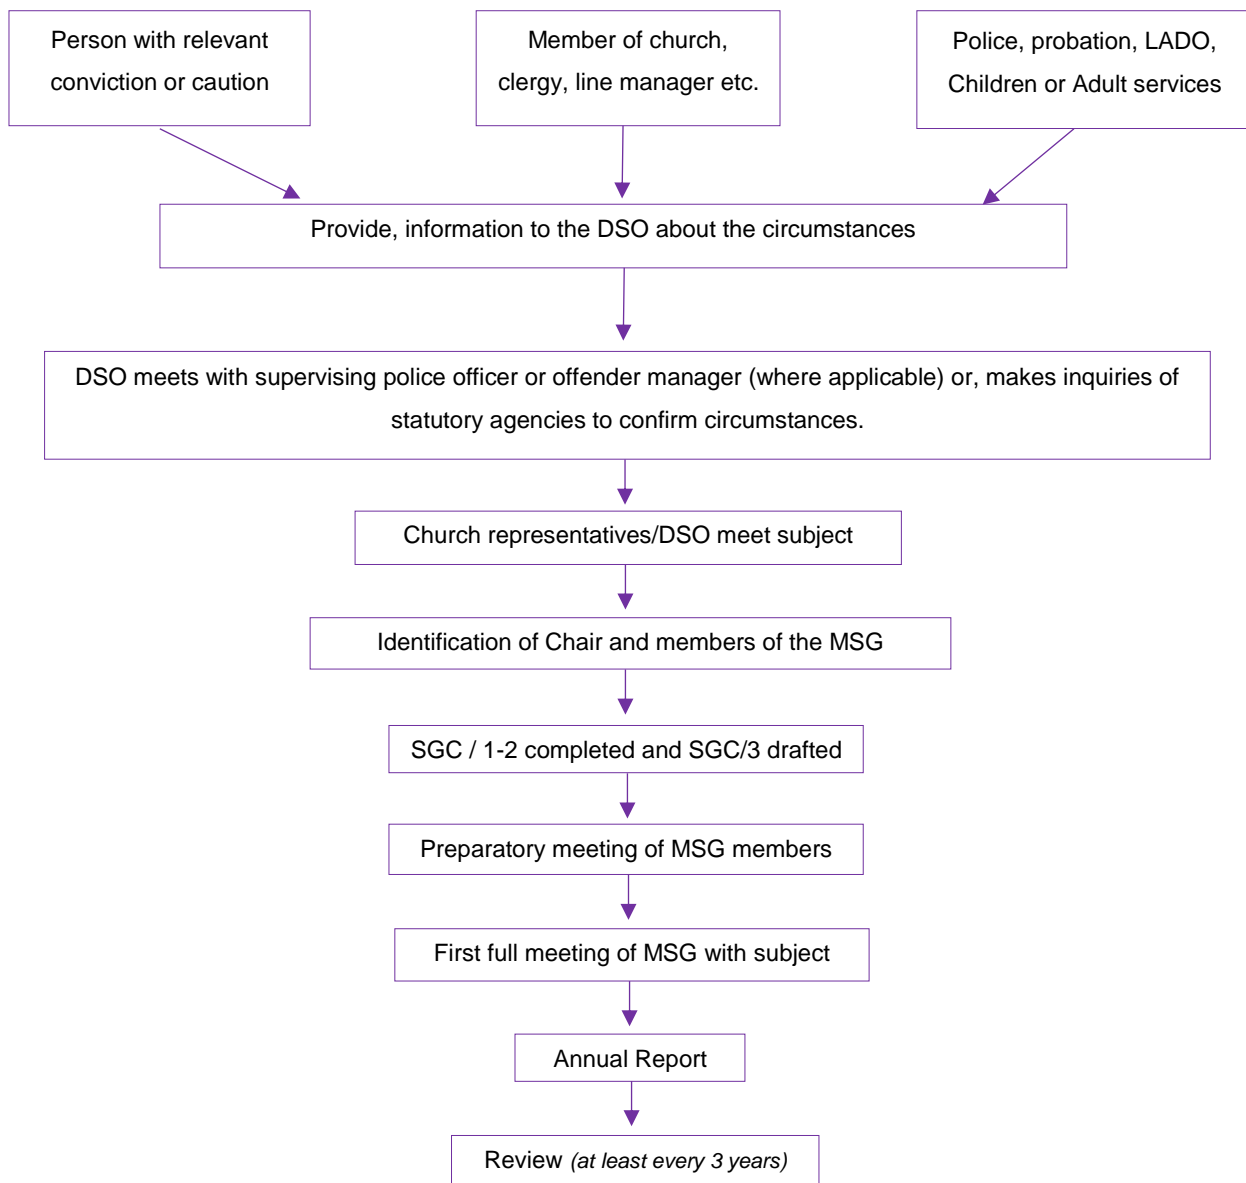 Person with relevant
conviction or caution
Member of church,
clergy, line manager etc.
Police, probation, LADO,
Children or Adult services
Provide, information to the DSO about the circumstances
DSO meets with supervising police officer or offender manager (where applicable) or, makes inquiries of
statutory agencies to confirm circumstances.
Church representatives/DSO meet subject
Identification of Chair and members of the MSG
SGC / 1-2 completed and SGC/3 drafted
Preparatory meeting of MSG members
First full meeting of MSG with subject
Annual Report
Review (at least every 3 years)